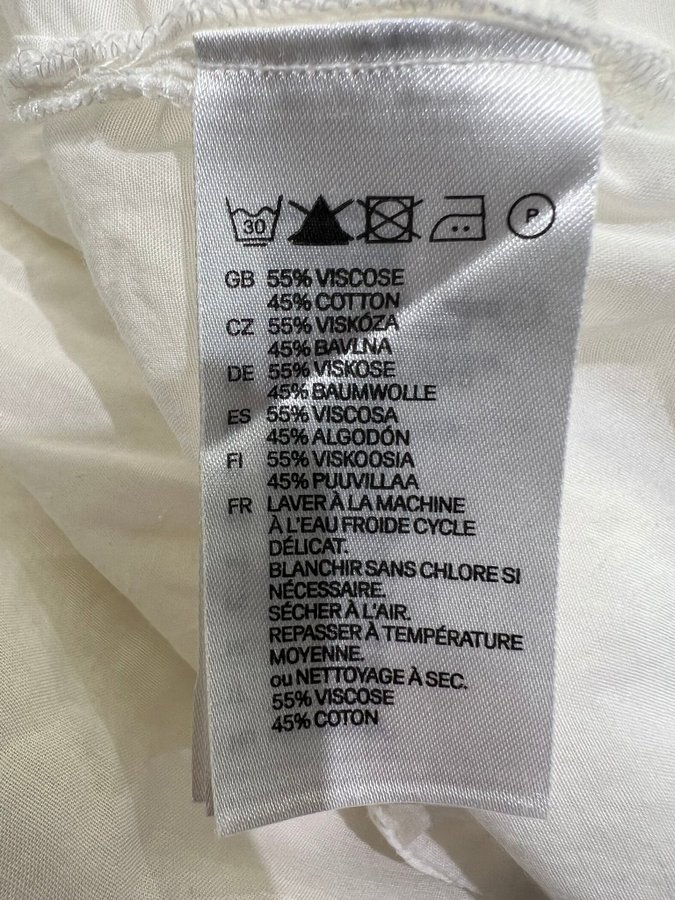 30
P
GB 55% VISCOSE
45% COTTON
CZ 55% VISKÓZA
45% BAVLNA
DE 55% VISKOSE
45% BAUMWOLLE
ES 55% VISCOSA
45% ALGODÓN
FI 55% VISKOOSIA
45% PUUVILLAA
FR LAVER À LA MACHINE
À L'EAU FROIDE CYCLE
DÉLICAT.
BLANCHIR SANS CHLORE SI
NÉCESSAIRE.
SÉCHER À L'AIR.
REPASSER À TEMPÉRATURE
MOYENNE.
ou NETTOYAGE À SEC.
55% VISCOSE
45% COTON